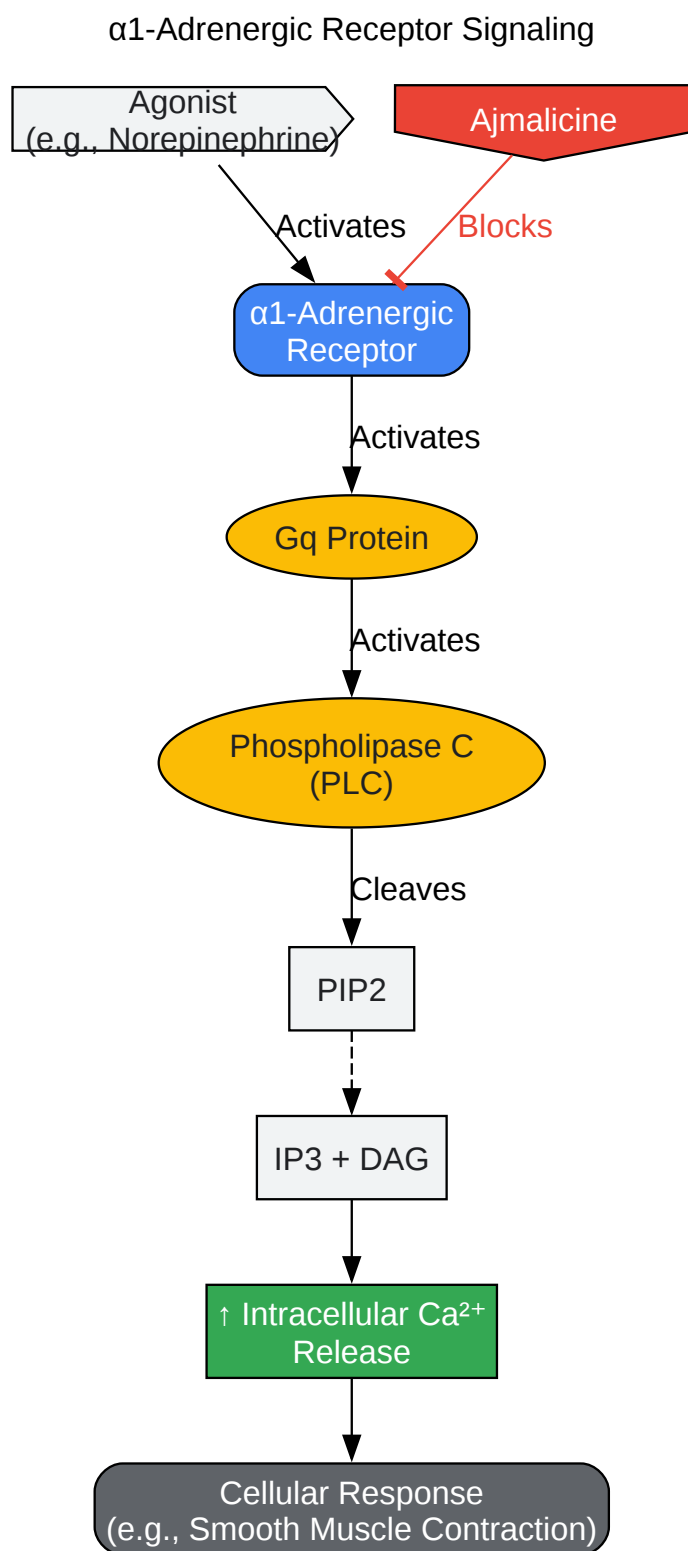 α1-Adrenergic Receptor Signaling
Agonist
(e.g., Norepinephrine)
Ajmalicine
Activates
Blocks
α1-Adrenergic
Receptor
Activates
Gq Protein
Activates
Phospholipase C
(PLC)
Cleaves
PIP2
IP3 + DAG
↑ Intracellular Ca²⁺
Release
Cellular Response
(e.g., Smooth Muscle Contraction)